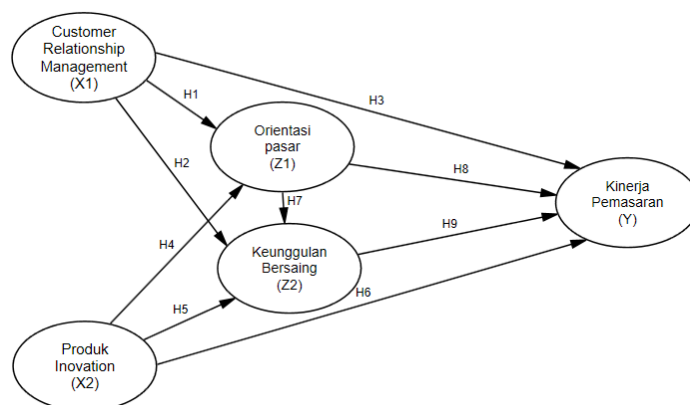 Customer
Relationship
Management
(X1)
H1
H3
H2
Orientasi
pasar
(Z1)
H8
Kinerja
Pemasaran
(Y)
H7
H4
H9
Keunggulan
Bersaing
(Z2)
H6
H5
Produk
Inovation
(X2)